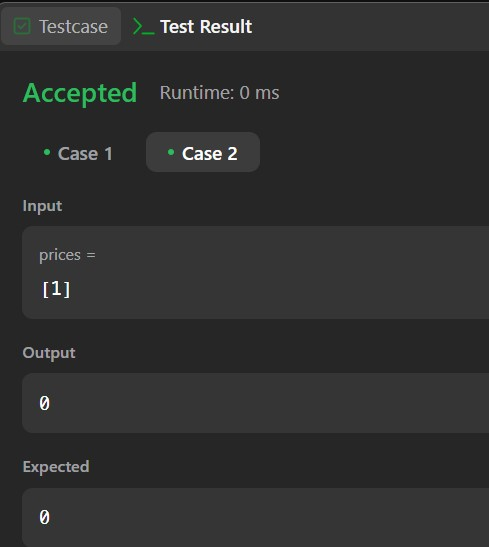 Testcase >_ Test Result
Accepted Runtime: 0 ms
• Case 1 • Case 2
Input
prices =
[1]
Output
0
Expected
0